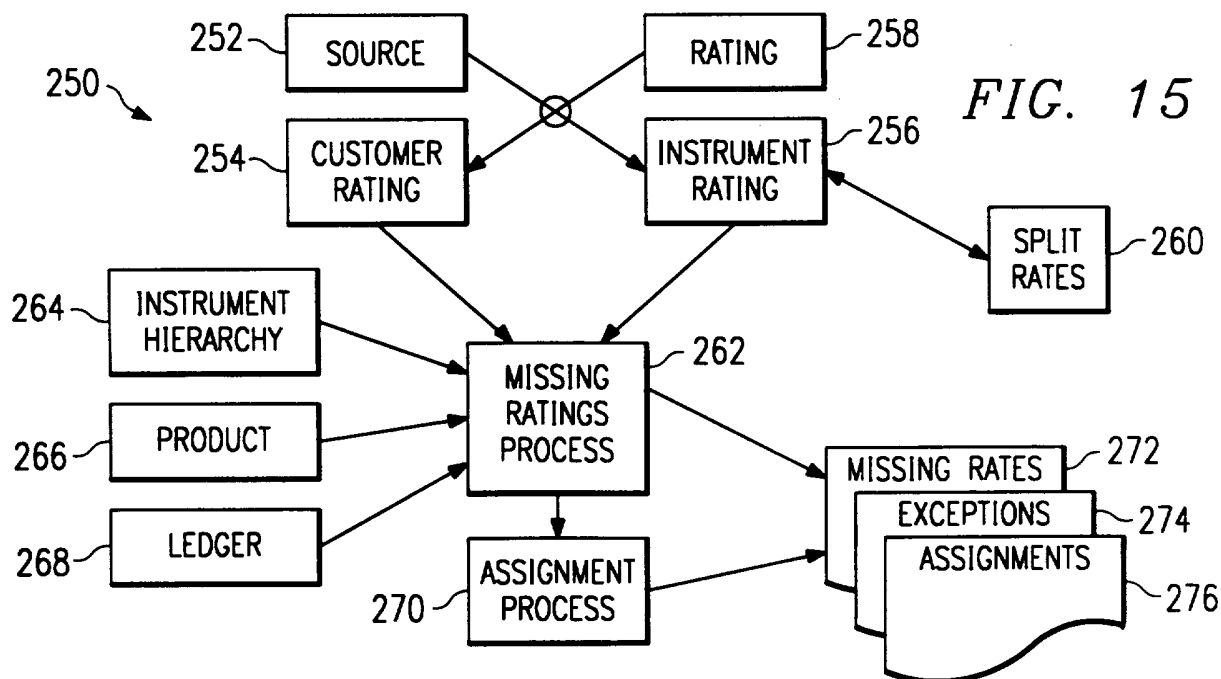 252
SOURCE
RATING
258
250
FIG. 15
254
CUSTOMER
RATING
INSTRUMENT
RATING
256
SPLIT
RATES
260
264
INSTRUMENT
HIERARCHY
MISSING
RATINGS
PROCESS
262
266
PRODUCT
268
LEDGER
270
ASSIGNMENT
PROCESS
MISSING RATES
272
EXCEPTIONS
274
ASSIGNMENTS
276